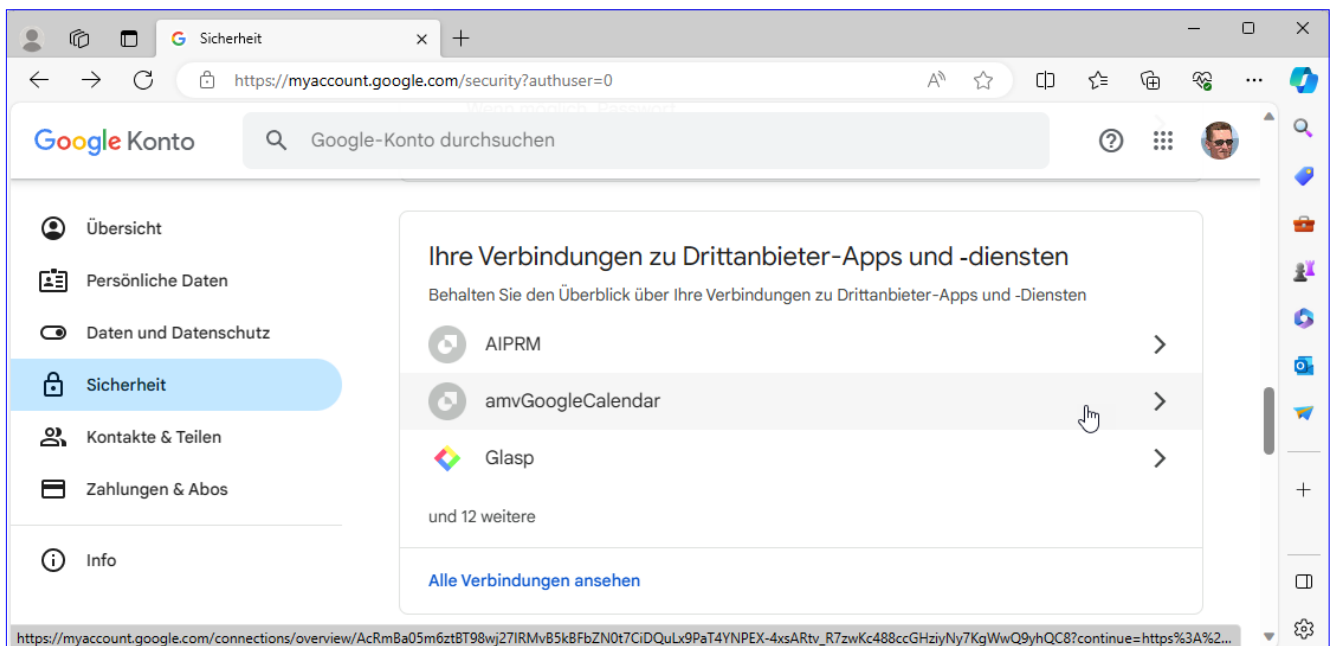 Sicherheit
https://myaccount.google.com/security?authuser=0
Wenn möglich, Passwort
Google Konto
Google-Konto durchsuchen
Übersicht
Persönliche Daten
Daten und Datenschutz
Sicherheit
Kontakte & Teilen
Zahlungen & Abos
Info
Ihre Verbindungen zu Drittanbieter-Apps und -diensten
Behalten Sie den Überblick über Ihre Verbindungen zu Drittanbieter-Apps und -Diensten
AIPRM
amvGoogleCalendar
Glasp
und 12 weitere
Alle Verbindungen ansehen
https://myaccount.google.com/connections/overview/AcRmBa05m6ztBT98wj27IRMvB5kBFbZN0t7CiDQuLx9PaT4YNPEX-4xsARtv_R7zwKc488ccGHziyNy7KgWwQ9yhQC8?continue=https%3A%2...